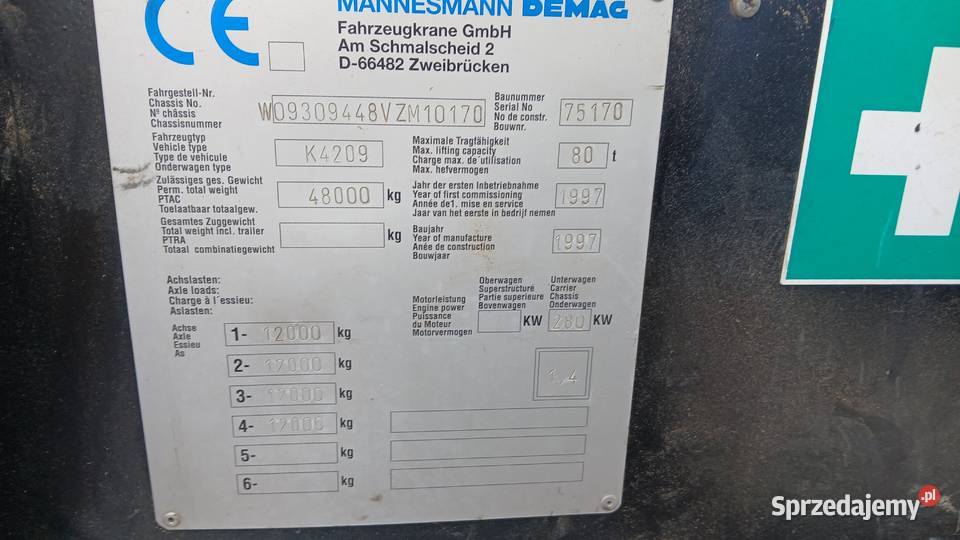 CE
MANNESMANN DEMAG
Fahrzeugkrane GmbH
Am Schmalscheid 2
D-66482 Zweibrücken
Fahrgestell-Nr.
Chassis No.
Nº châssis
Chassisnummer
W09309448VZM10170
Baunummer
Serial No
No de constr.
Bouwnr.
75170
Fahrzeugtyp
Vehicle type
Type de vehicule
Onderwagen type
K4209
Maximale Tragfähigkeit
Max. lifting capacity
Charge max. de´utilisation
Max. hefvermogen
80 t
Zulässiges ges. Gewicht
Perm. total weight
PTAC
Toelaatbaar totaalgew.
48000 kg
Jahr der ersten Inbetriebnahme
Year of first commissioning
Année de1. mise en service
Jaar van het eerste in bedrijf nemen
1997
Gesamtes Zuggewicht
Total weight incl. trailer
PTRA
Totaal combinatiegewicht
kg
Baujahr
Year of manufacture
Anée de construction
Bouwjaar
1997
Achslasten:
Axle loads:
Charge à l´essieu:
Aslasten:
Oberwagen
Superstructure
Partie superieure
Bovenwagen
Unterwagen
Carrier
Chassis
Onderwagen
Motorleistung
Engine power
Puissance
du Moteur
Motorvermogen
KW
280 KW
Achse
Axle
Essieu
As
1- 12000 kg
2- 12000 kg
3- 12000 kg
4- 12000 kg
5- kg
6- kg
1,4
Sprzedajemy.pl